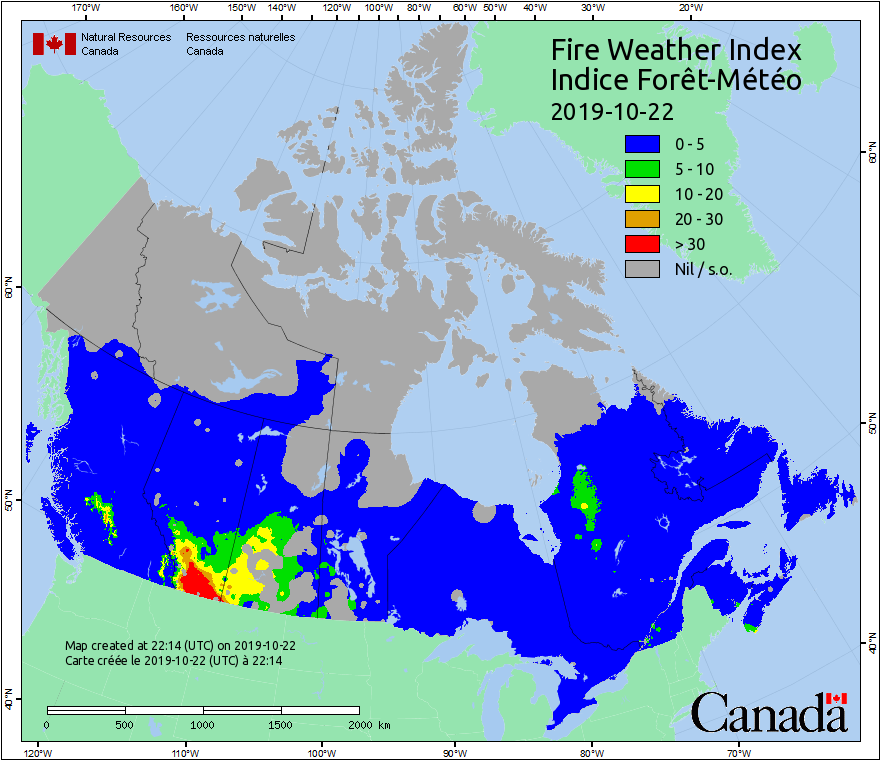 170°W 160°W 150°W 140°W 130°W 120°W 110°W 100°W 90°W 80°W 70°W 60°W 50°W 40°W 30°W 20°W
Natural Resources Ressources naturelles
Canada Canada
Fire Weather Index
Indice Forêt-Météo
2019-10-22
0 - 5
5 - 10
10 - 20
20 - 30
> 30
Nil / s.o.
60°N
60°N
50°N
50°N
40°N
40°N
Map created at 22:14 (UTC) on 2019-10-22
Carte créée le 2019-10-22 (UTC) à 22:14
0 500 1000 1500 2000 km
Canada
120°W 110°W 100°W 90°W 80°W 70°W